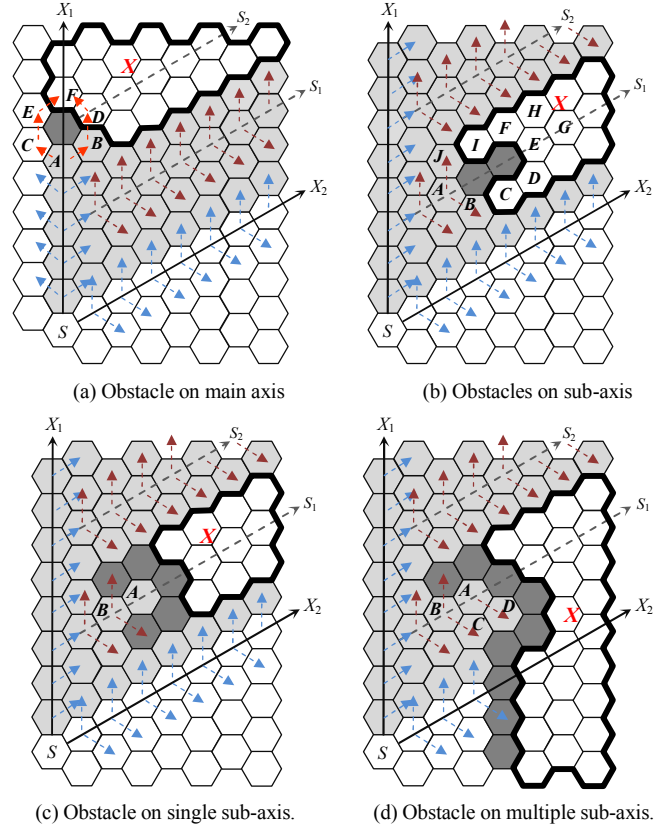 X1
S2
X
S1
E
F
D
C
A
B
X2
S
(a) Obstacle on main axis
X1
S2
X
H
S1
F
G
I
E
J
A
D
X2
B
C
S
(b) Obstacles on sub-axis
X1
S2
X
S1
A
B
X2
S
(c) Obstacle on single sub-axis.
X1
S2
S1
A
B
D
X
X2
C
S
(d) Obstacle on multiple sub-axis.